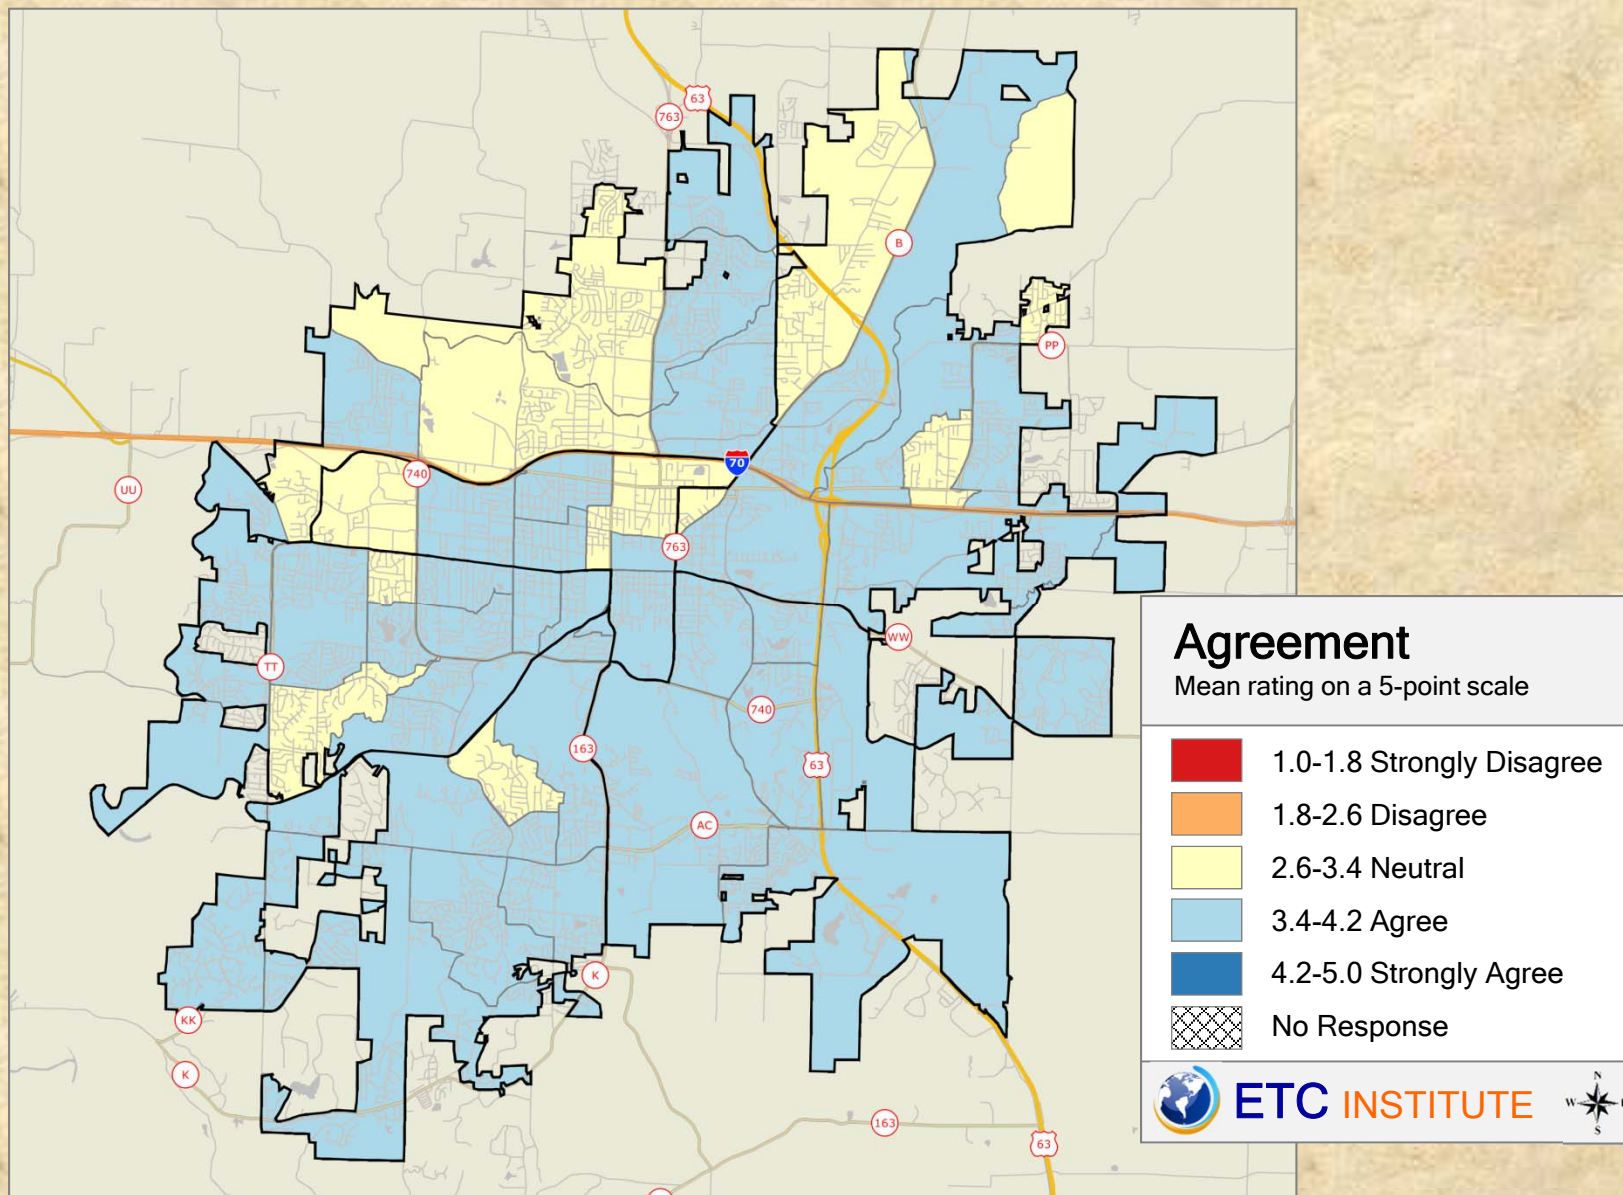 63
763
B
PP
70
740
UU
763
WW
TT
740
163
63
AC
K
KK
K
163
63
Agreement
Mean rating on a 5-point scale
1.0-1.8 Strongly Disagree
1.8-2.6 Disagree
2.6-3.4 Neutral
3.4-4.2 Agree
4.2-5.0 Strongly Agree
No Response
ETC INSTITUTE
N
W
S